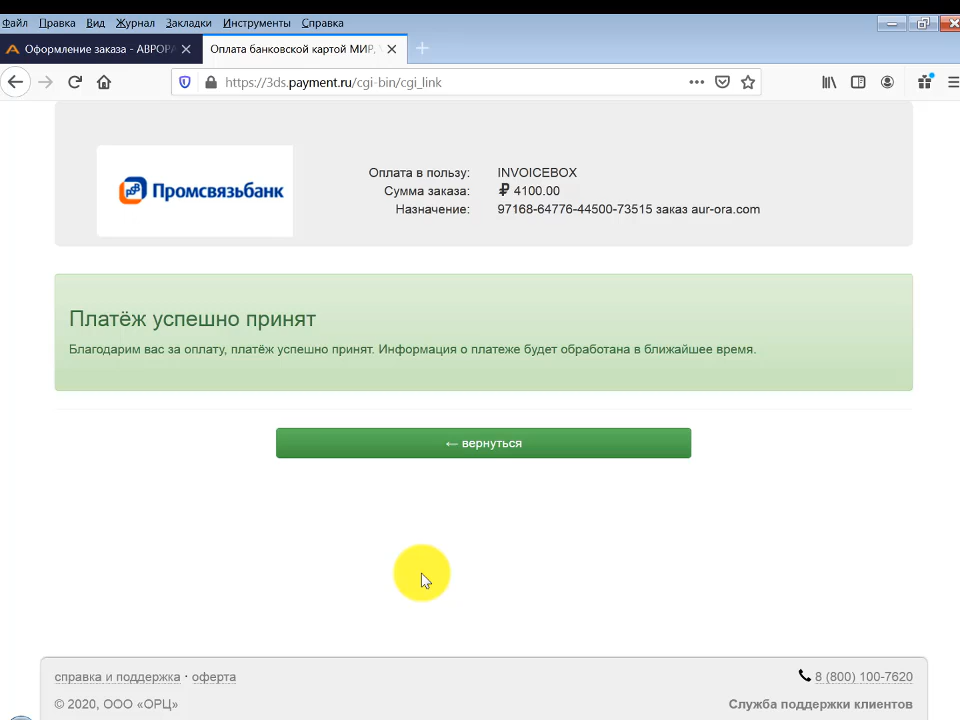 Файл Правка Вид Журнал Закладки Инструменты Справка
Оформление заказа - АВРОРА
Оплата банковской картой МИР,
https://3ds.payment.ru/cgi-bin/cgi_link
Промсвязьбанк
Оплата в пользу: INVOICEBOX
Сумма заказа: ₽ 4100.00
Назначение: 97168-64776-44500-73515 заказ aur-ora.com
Платёж успешно принят
Благодарим вас за оплату, платёж успешно принят. Информация о платеже будет обработана в ближайшее время.
← вернуться
справка и поддержка · оферта
8 (800) 100-7620
© 2020, ООО «ОРЦ»
Служба поддержки клиентов